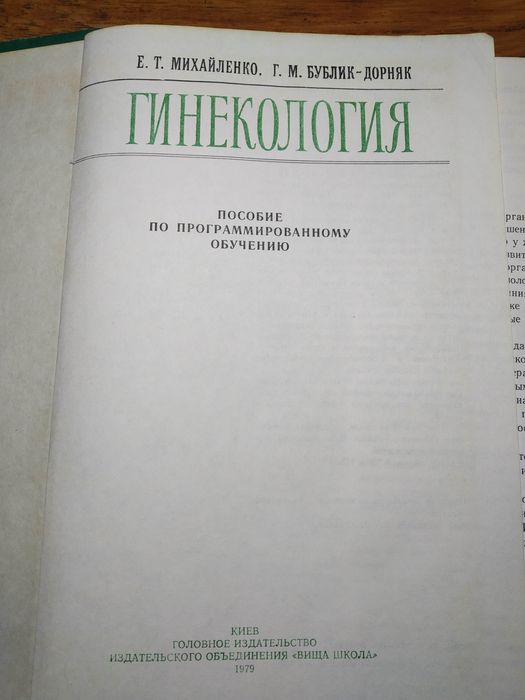 Е. Т. МИХАЙЛЕНКО, Г. М. БУБЛИК-ДОРНЯК
ГИНЕКОЛОГИЯ
ПОСОБИЕ
ПО ПРОГРАММИРОВАННОМУ
ОБУЧЕНИЮ
КИЕВ
ГОЛОВНОЕ ИЗДАТЕЛЬСТВО
ИЗДАТЕЛЬСКОГО ОБЪЕДИНЕНИЯ «ВИЩА ШКОЛА»
1979